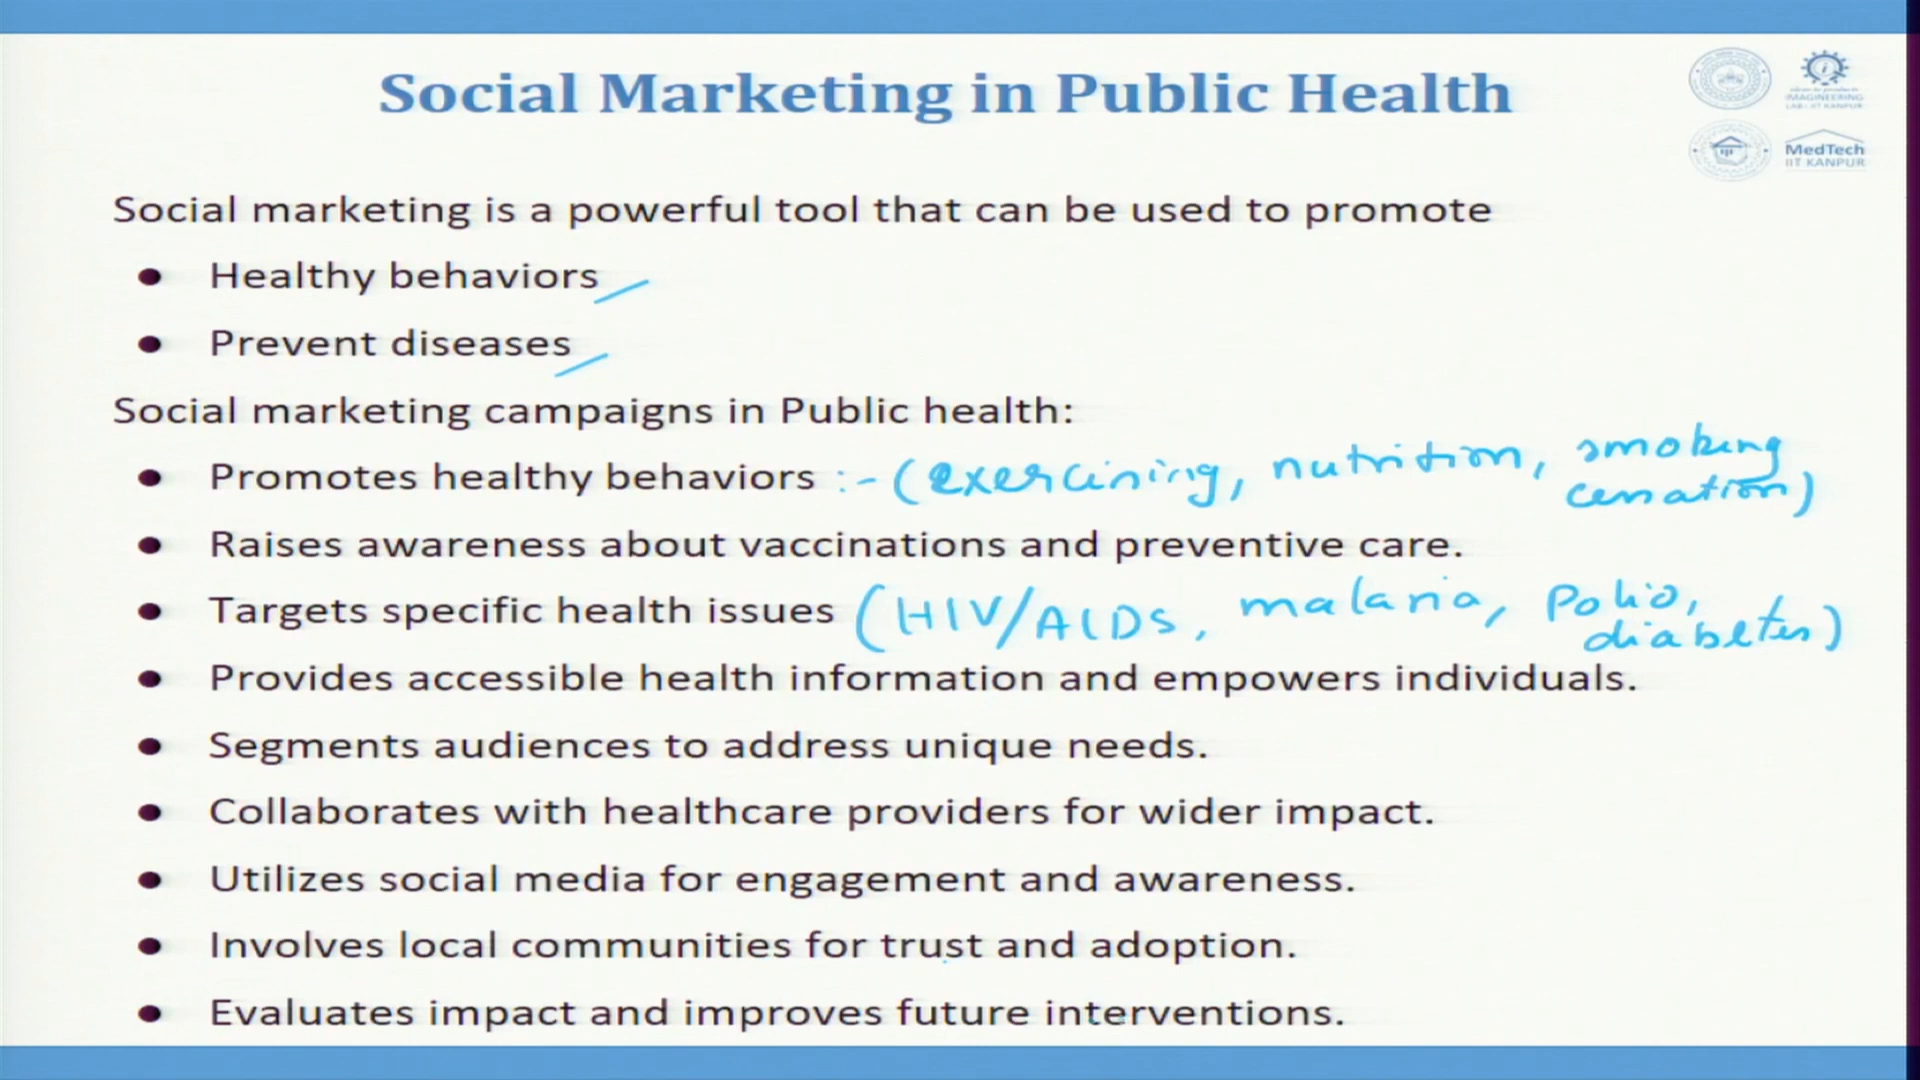 Social Marketing in Public Health
IMAGINEERING
LAB IIT KANPUR
MedTech
IIT KANPUR
Social marketing is a powerful tool that can be used to promote
● Healthy behaviors
● Prevent diseases
Social marketing campaigns in Public health:
● Promotes healthy behaviors :- (exercising, nutrition, smoking
cessation)
● Raises awareness about vaccinations and preventive care.
● Targets specific health issues (HIV/AIDS, malaria, Polio,
diabetes)
● Provides accessible health information and empowers individuals.
● Segments audiences to address unique needs.
● Collaborates with healthcare providers for wider impact.
● Utilizes social media for engagement and awareness.
● Involves local communities for trust and adoption.
● Evaluates impact and improves future interventions.